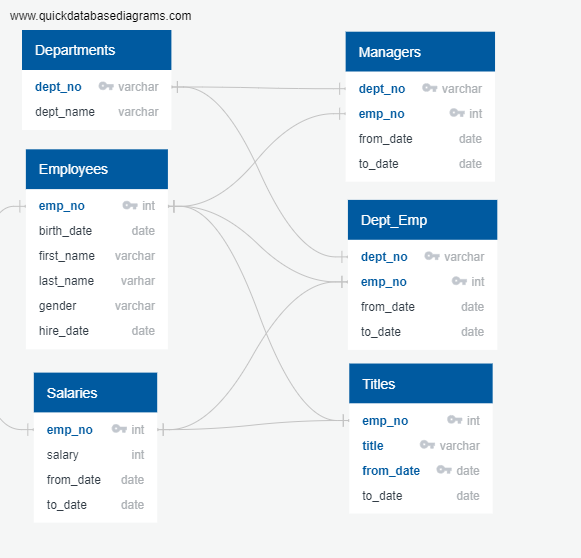 www.quickdatabasediagrams.com
Departments
dept_no varchar
dept_name varchar
Employees
emp_no int
birth_date date
first_name varchar
last_name varhar
gender varchar
hire_date date
Salaries
emp_no int
salary int
from_date date
to_date date
Managers
dept_no varchar
emp_no int
from_date date
to_date date
Dept_Emp
dept_no varchar
emp_no int
from_date date
to_date date
Titles
emp_no int
title varchar
from_date date
to_date date